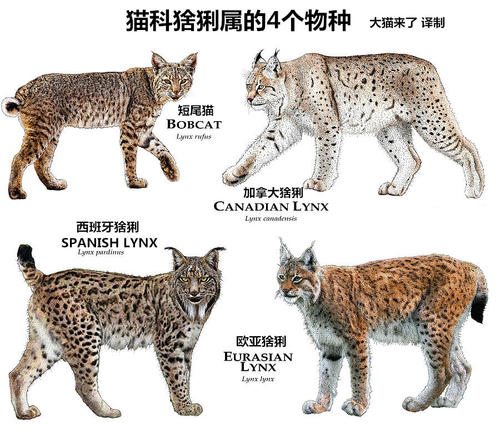 猫科猞猁属的4个物种
大猫来了 译制
短尾猫
BOBCAT
Lynx rufus
加拿大猞猁
CANADIAN LYNX
Lynx canadensis
西班牙猞猁
SPANISH LYNX
Lynx pardinus
欧亚猞猁
EURASIAN
LYNX
Lynx lynx